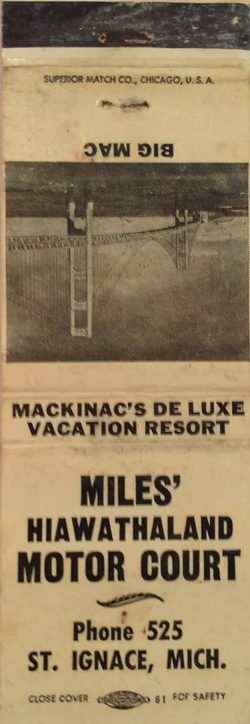 SUPERIOR MATCH CO., CHICAGO, U. S. A.
BIG MAC
MACKINAC'S DE LUXE
VACATION RESORT
MILES'
HIAWATHALAND
MOTOR COURT
Phone 525
ST. IGNACE, MICH.
CLOSE COVER 61 FOR SAFETY